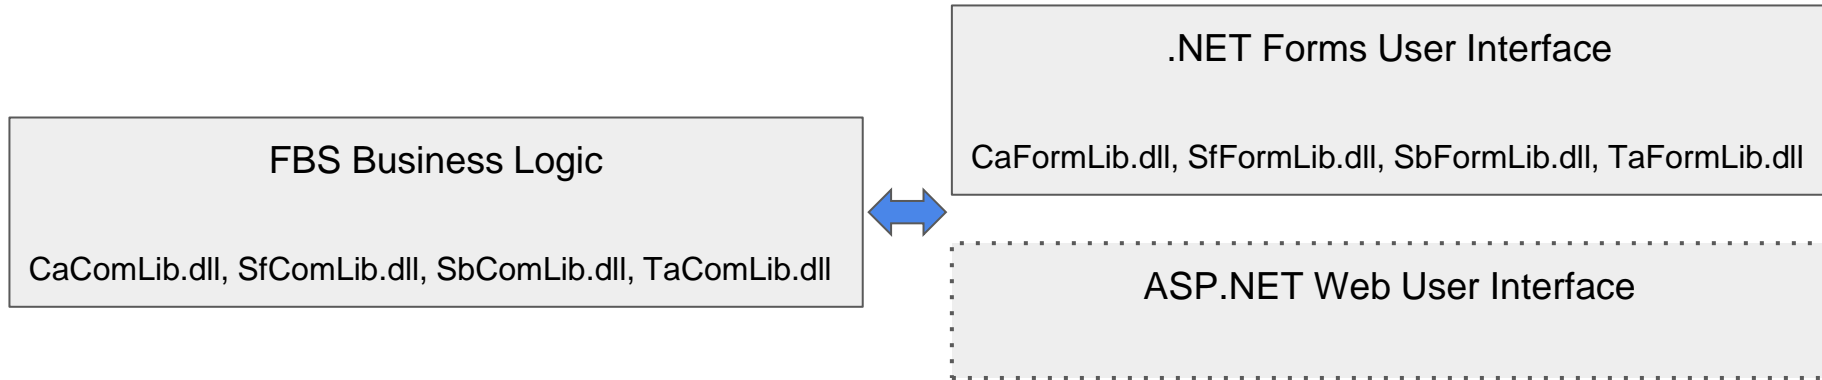 FBS Business Logic
CaComLib.dll, SfComLib.dll, SbComLib.dll, TaComLib.dll
.NET Forms User Interface
CaFormLib.dll, SfFormLib.dll, SbFormLib.dll, TaFormLib.dll
ASP.NET Web User Interface